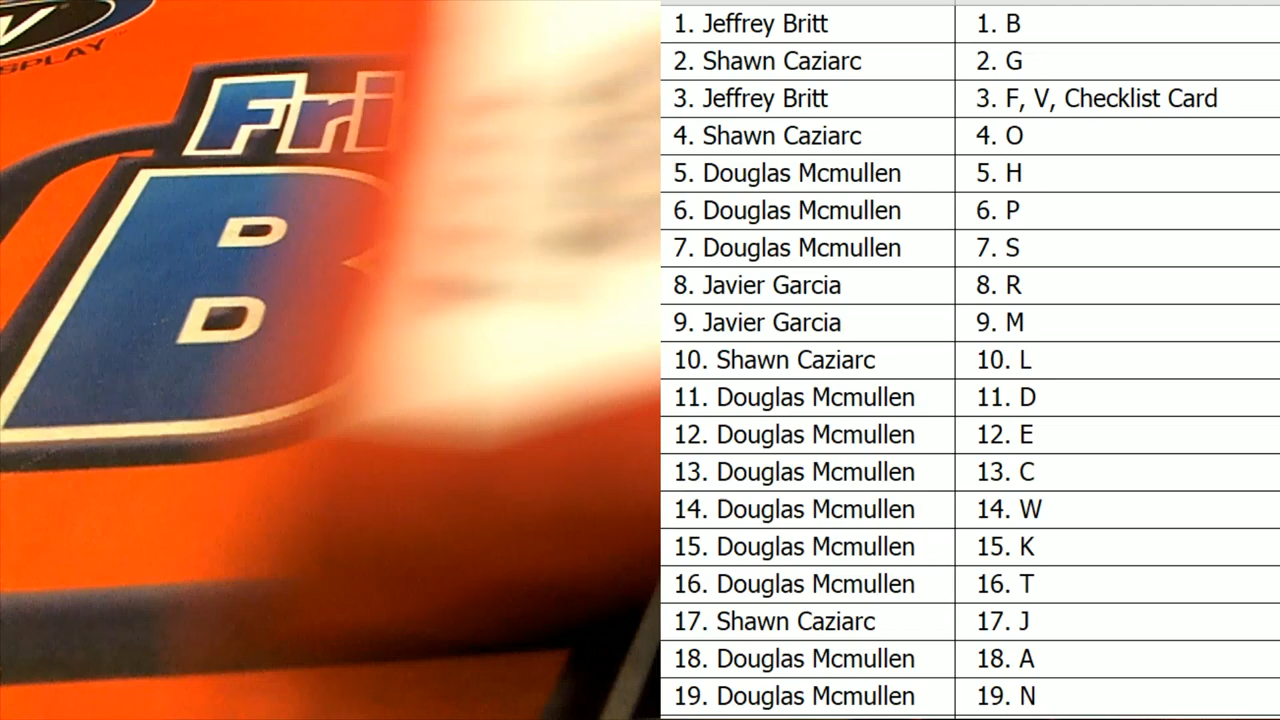 SPLAY
Fri
B
D
D
1. Jeffrey Britt 1. B
2. Shawn Caziarc 2. G
3. Jeffrey Britt 3. F, V, Checklist Card
4. Shawn Caziarc 4. O
5. Douglas Mcmullen 5. H
6. Douglas Mcmullen 6. P
7. Douglas Mcmullen 7. S
8. Javier Garcia 8. R
9. Javier Garcia 9. M
10. Shawn Caziarc 10. L
11. Douglas Mcmullen 11. D
12. Douglas Mcmullen 12. E
13. Douglas Mcmullen 13. C
14. Douglas Mcmullen 14. W
15. Douglas Mcmullen 15. K
16. Douglas Mcmullen 16. T
17. Shawn Caziarc 17. J
18. Douglas Mcmullen 18. A
19. Douglas Mcmullen 19. N